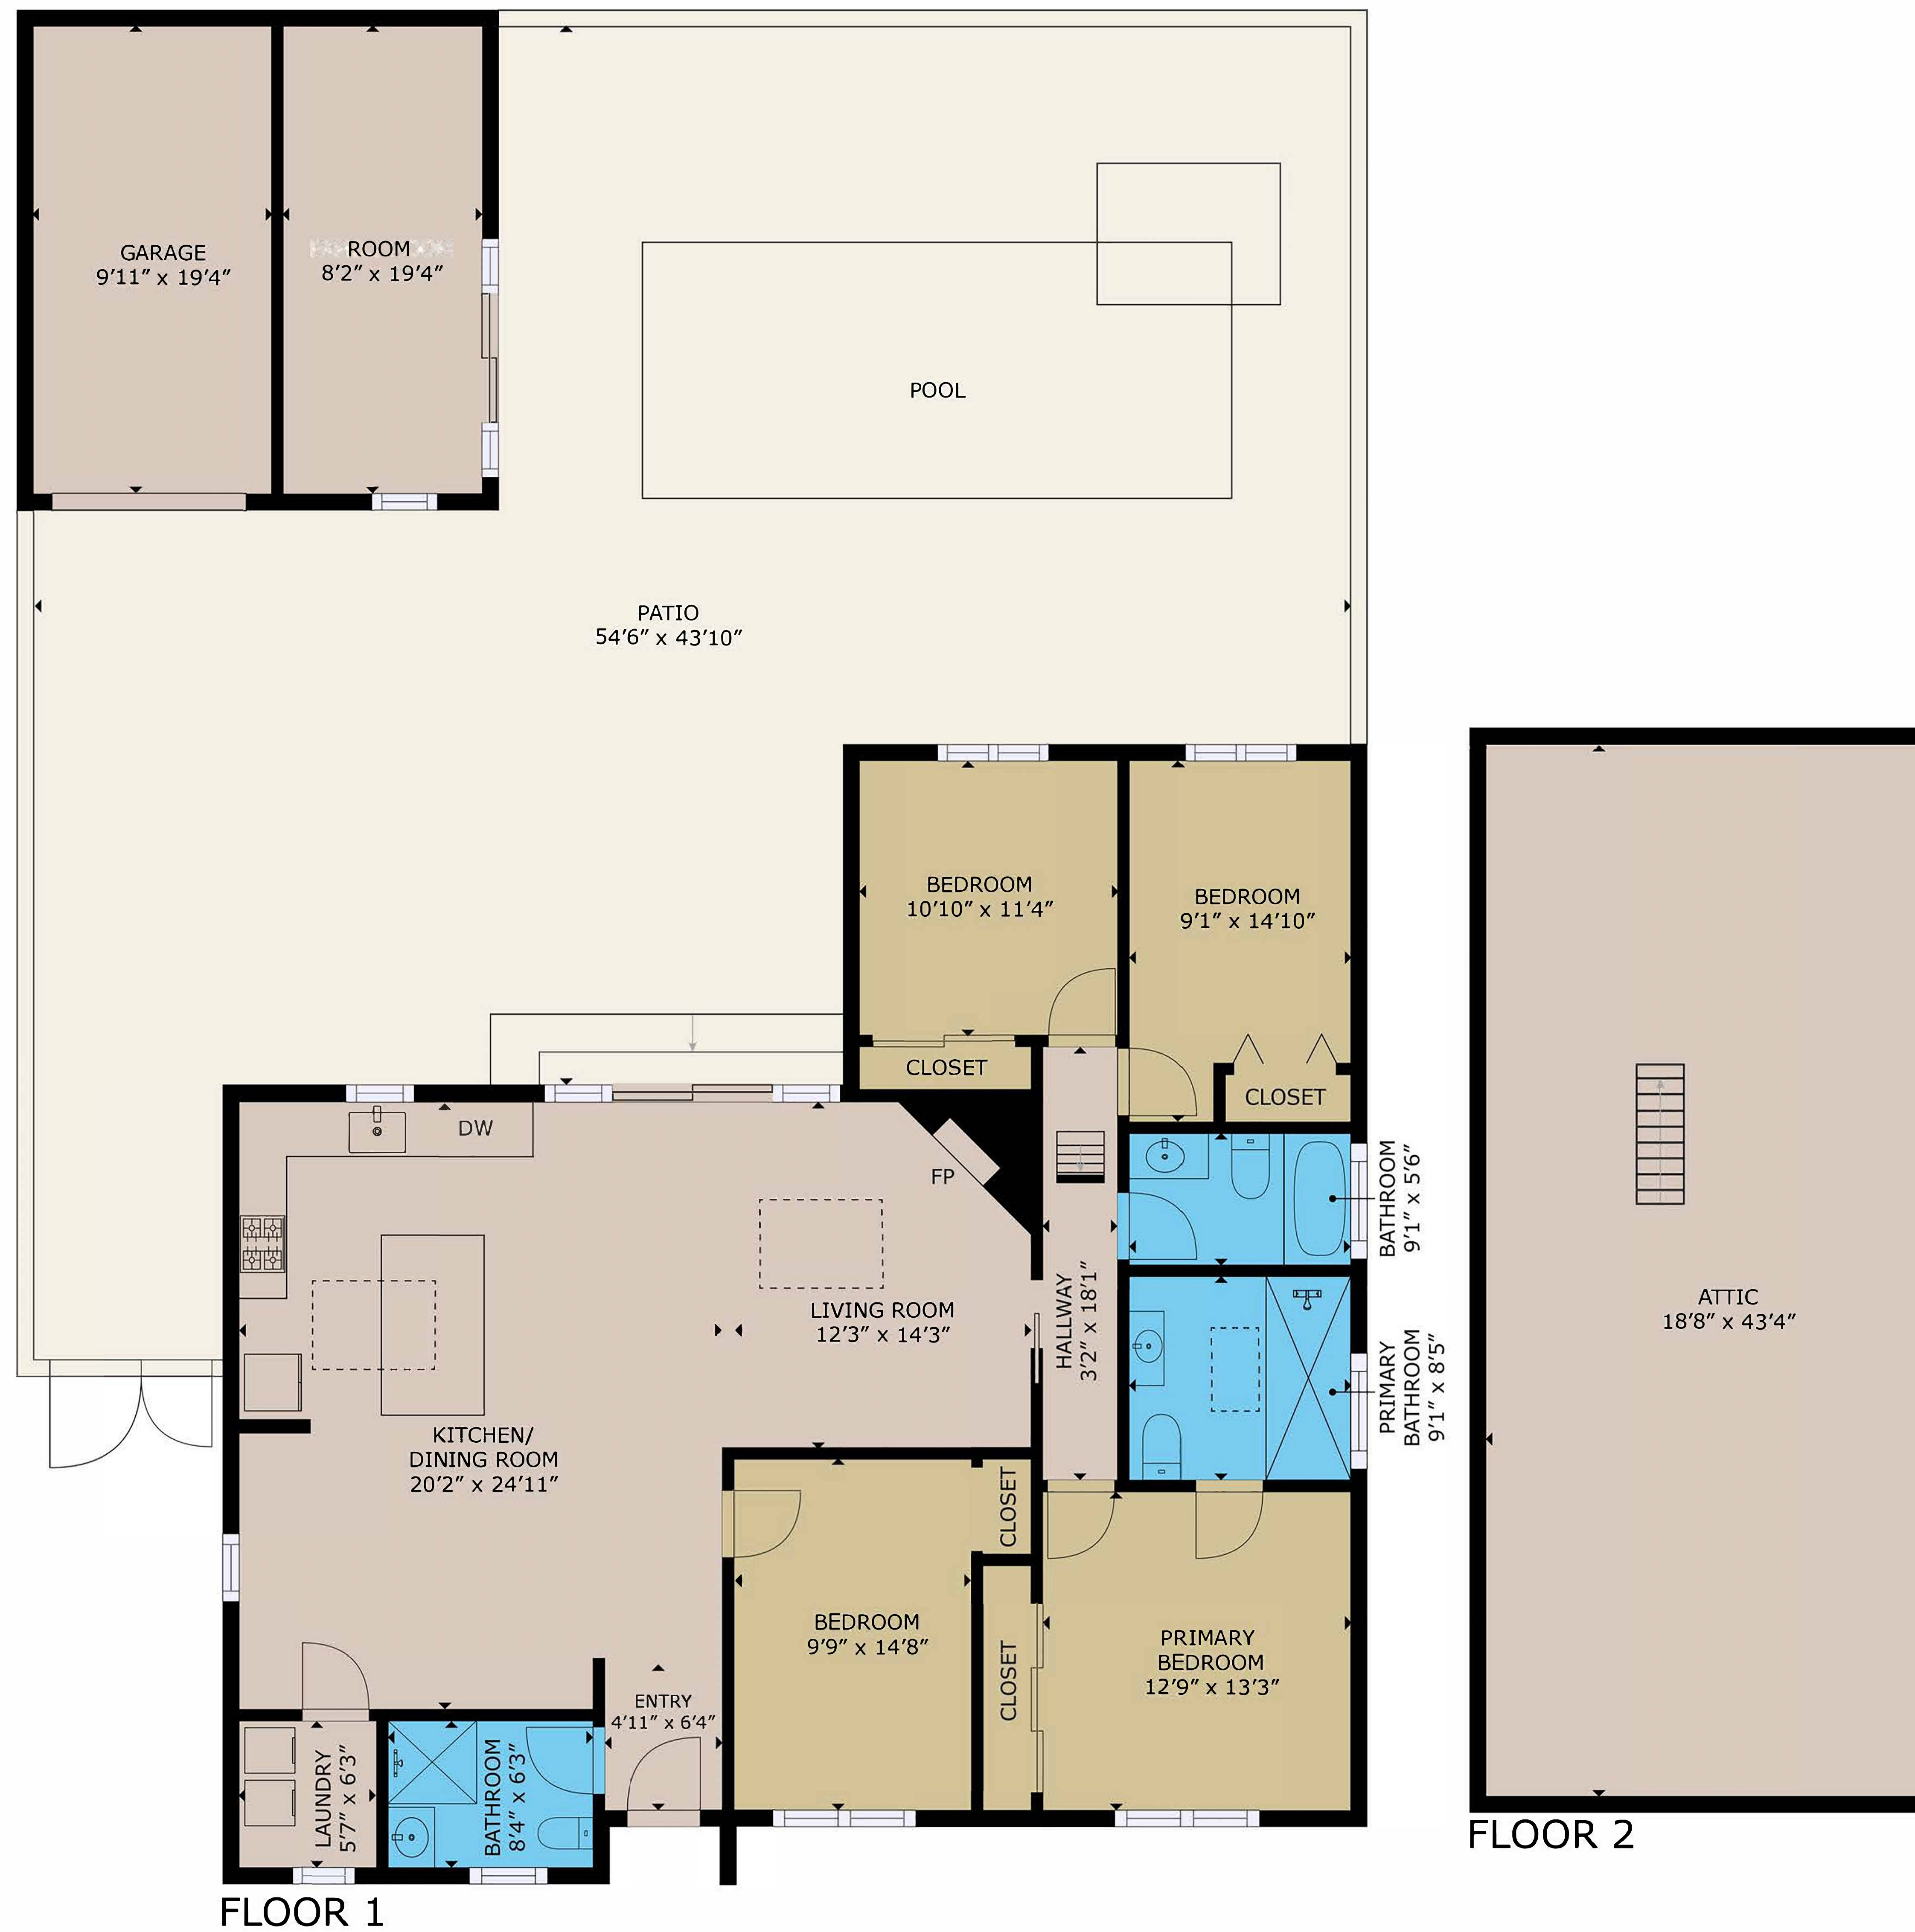 GARAGE
9'11" x 19'4"
ROOM
8'2" x 19'4"
POOL
PATIO
54'6" x 43'10"
BEDROOM
10'10" x 11'4"
BEDROOM
9'1" x 14'10"
CLOSET
CLOSET
DW
FP
BATHROOM
9'1" x 5'6"
LIVING ROOM
12'3" x 14'3"
HALLWAY
3'2" x 18'1"
PRIMARY
BATHROOM
9'1" x 8'5"
ATTIC
18'8" x 43'4"
KITCHEN/
DINING ROOM
20'2" x 24'11"
CLOSET
BEDROOM
9'9" x 14'8"
CLOSET
PRIMARY
BEDROOM
12'9" x 13'3"
ENTRY
4'11" x 6'4"
LAUNDRY
5'7" x 6'3"
BATHROOM
8'4" x 6'3"
FLOOR 2
FLOOR 1